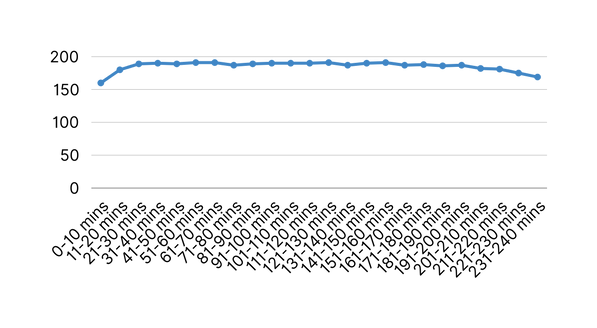 200
150
100
50
0
0-10 mins
11-20 mins
21-30 mins
31-40 mins
41-50 mins
51-60 mins
61-70 mins
71-80 mins
81-90 mins
91-100 mins
101-110 mins
111-120 mins
121-130 mins
131-140 mins
141-150 mins
151-160 mins
161-170 mins
171-180 mins
181-190 mins
191-200 mins
201-210 mins
211-220 mins
221-230 mins
231-240 mins